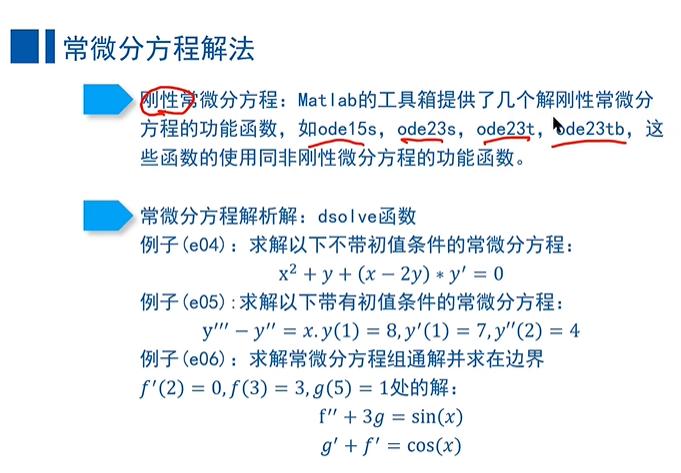 常微分方程解法
刚性常微分方程：Matlab的工具箱提供了几个解刚性常微分
方程的功能函数，如ode15s，ode23s，ode23t，ode23tb，这
些函数的使用同非刚性微分方程的功能函数。
常微分方程解析解：dsolve函数
例子(e04)：求解以下不带初值条件的常微分方程：
x² + y + (x − 2y) ∗ y′ = 0
例子(e05):求解以下带有初值条件的常微分方程：
y′′′ − y′′ = x. y(1) = 8, y′(1) = 7, y′′(2) = 4
例子(e06)：求解常微分方程组通解并求在边界
f′(2) = 0, f(3) = 3, g(5) = 1处的解：
f′′ + 3g = sin(x)
g′ + f′ = cos(x)